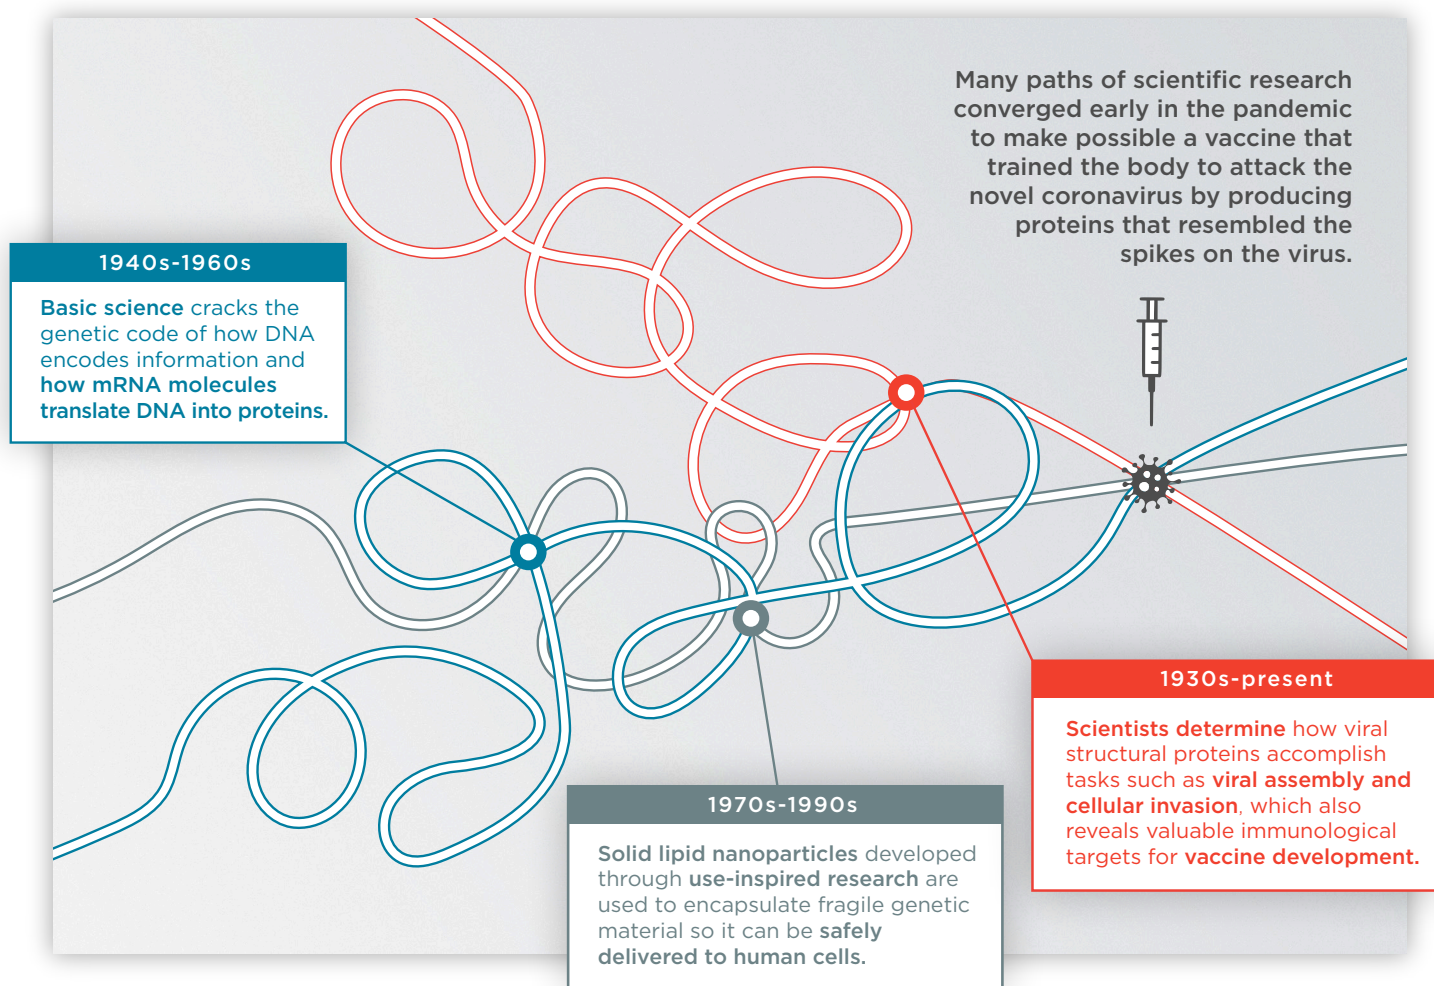 Many paths of scientific research
converged early in the pandemic
to make possible a vaccine that
trained the body to attack the
novel coronavirus by producing
proteins that resembled the
spikes on the virus.
1940s-1960s
Basic science cracks the
genetic code of how DNA
encodes information and
how mRNA molecules
translate DNA into proteins.
1970s-1990s
Solid lipid nanoparticles developed
through use-inspired research are
used to encapsulate fragile genetic
material so it can be safely
delivered to human cells.
1930s-present
Scientists determine how viral
structural proteins accomplish
tasks such as viral assembly and
cellular invasion, which also
reveals valuable immunological
targets for vaccine development.